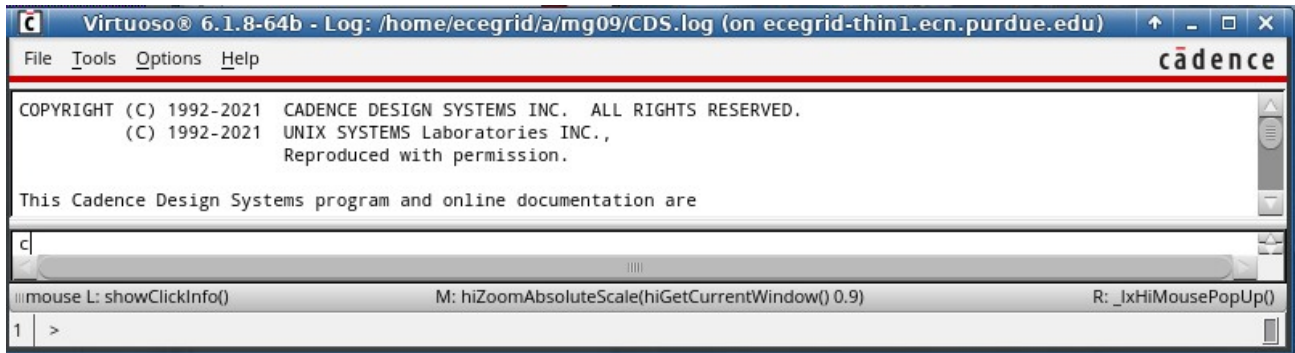 c Virtuoso® 6.1.8-64b - Log: /home/ecegrid/a/mg09/CDS.log (on ecegrid-thin1.ecn.purdue.edu)
File Tools Options Help cādence
COPYRIGHT (C) 1992-2021 CADENCE DESIGN SYSTEMS INC. ALL RIGHTS RESERVED.
(C) 1992-2021 UNIX SYSTEMS Laboratories INC.,
Reproduced with permission.
This Cadence Design Systems program and online documentation are
c
mouse L: showClickInfo() M: hiZoomAbsoluteScale(hiGetCurrentWindow() 0.9) R: _lxHiMousePopUp()
1 >